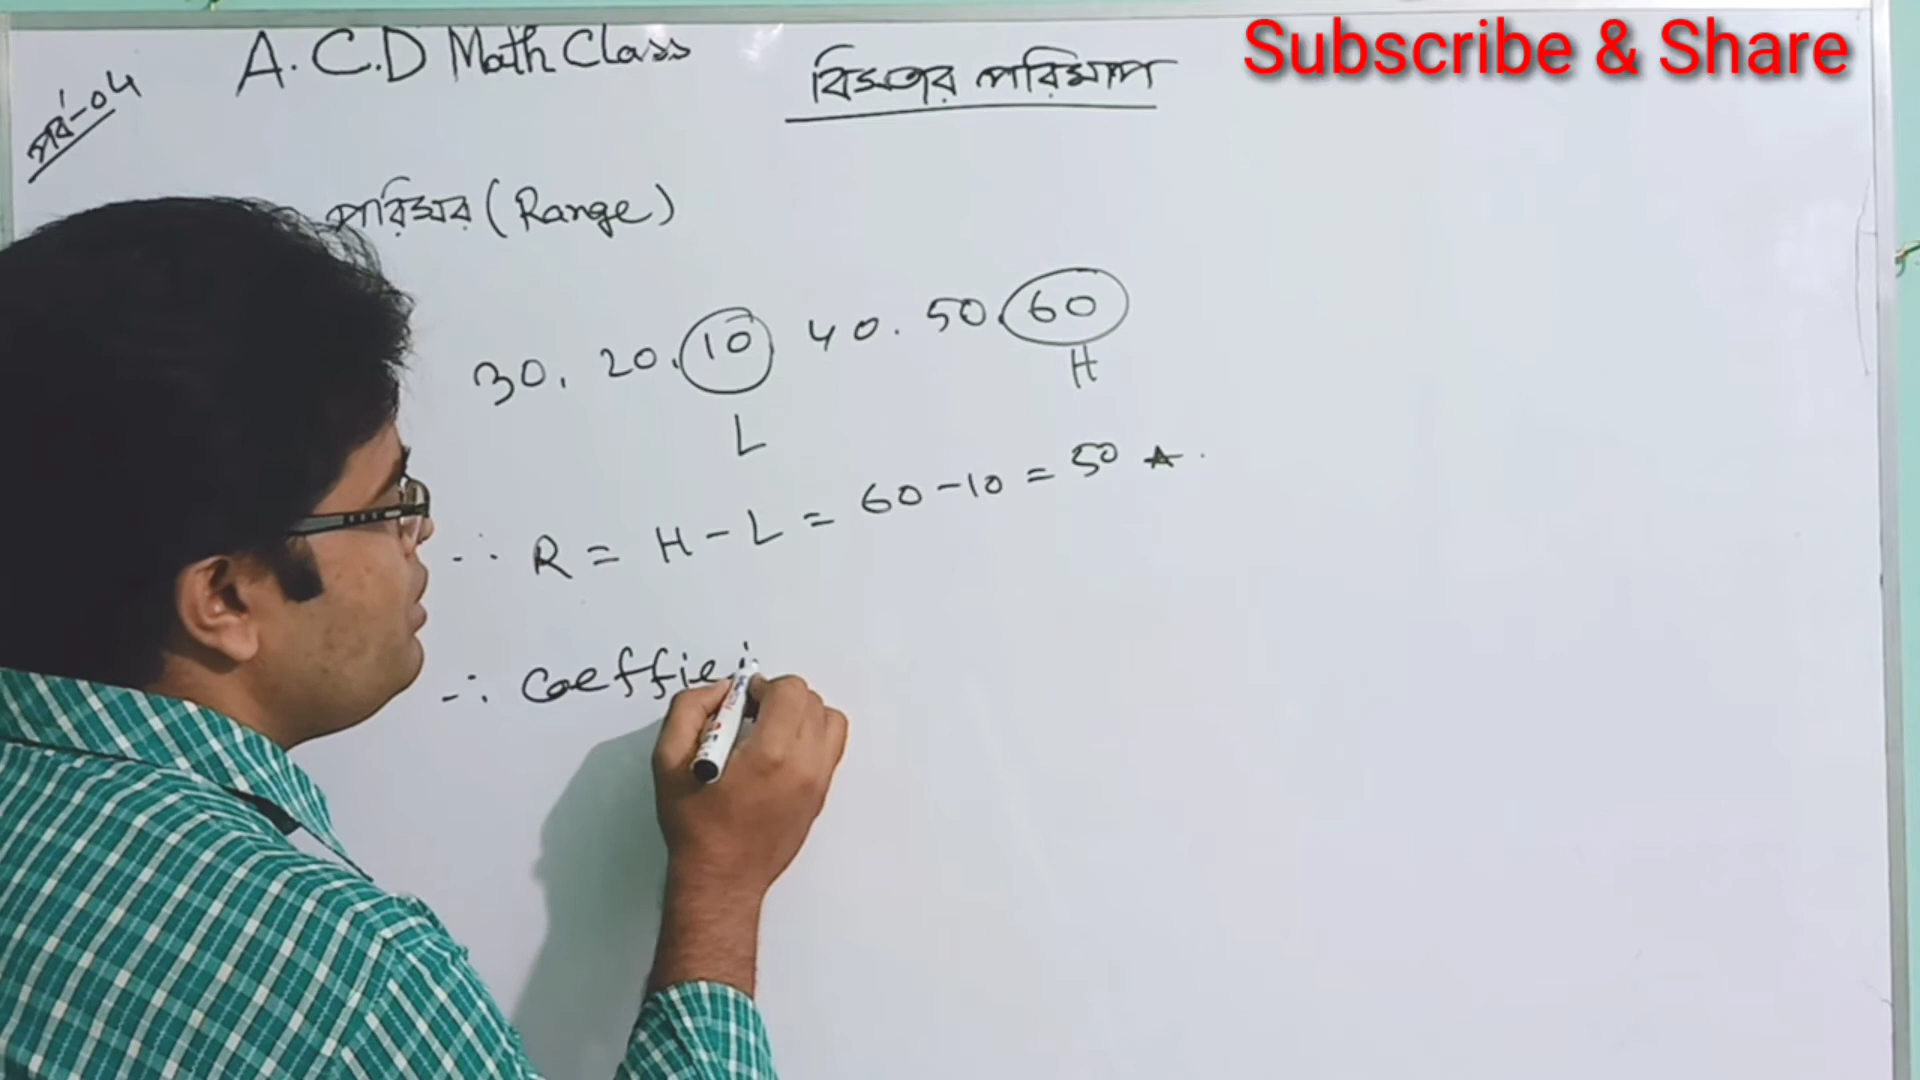 A.C.D Math Class
Subscribe & Share
বিস্তার পরিমাপ
পর্ব-04
পরিসর (Range)
30. 20. 10 40. 50. 60
L
H
∴ R = H - L = 60 - 10 = 50 ★.
∴ Coeffici